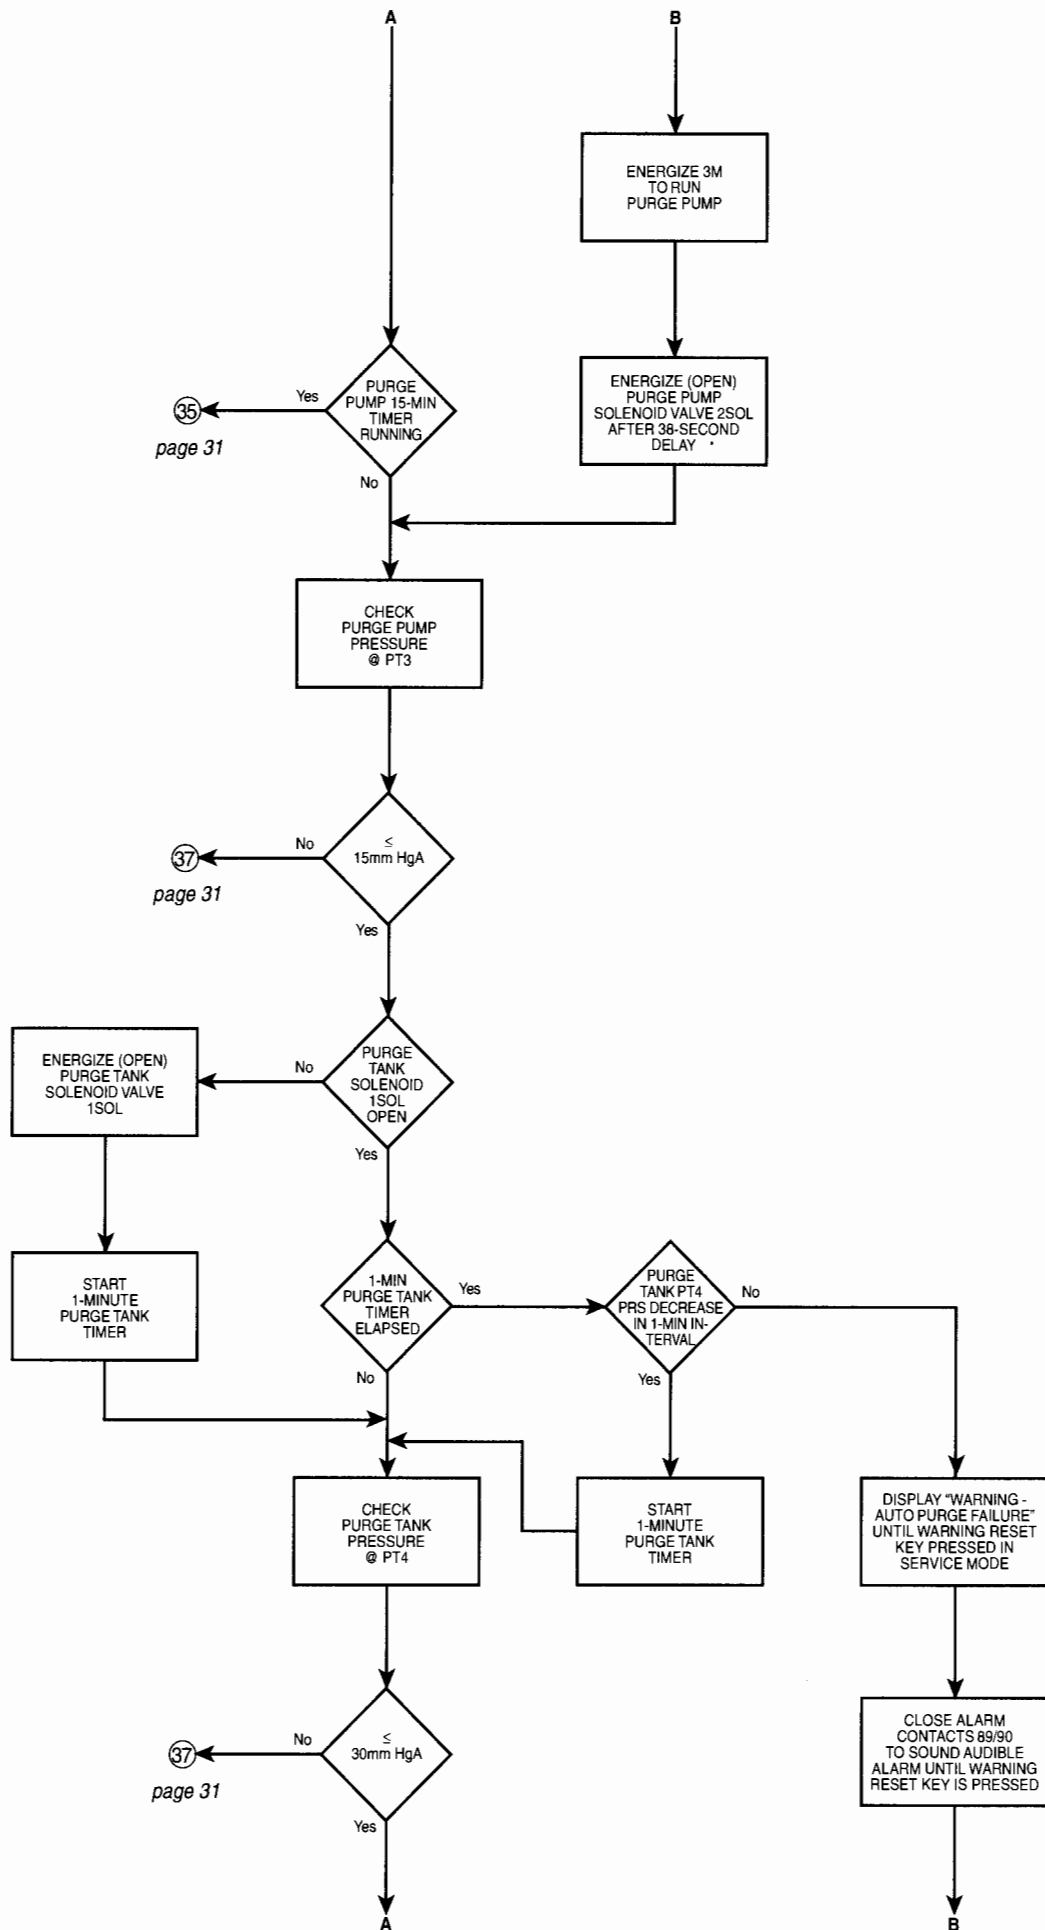 A
B
ENERGIZE 3M
TO RUN
PURGE PUMP
PURGE
PUMP 15-MIN
TIMER
RUNNING
Yes
35
page 31
No
ENERGIZE (OPEN)
PURGE PUMP
SOLENOID VALVE 2SOL
AFTER 38-SECOND
DELAY
CHECK
PURGE PUMP
PRESSURE
@ PT3
≤
15mm HgA
No
37
page 31
Yes
PURGE
TANK
SOLENOID
1SOL
OPEN
No
ENERGIZE (OPEN)
PURGE TANK
SOLENOID VALVE
1SOL
Yes
START
1-MINUTE
PURGE TANK
TIMER
1-MIN
PURGE TANK
TIMER
ELAPSED
Yes
No
PURGE
TANK PT4
PRS DECREASE
IN 1-MIN IN-
TERVAL
No
Yes
CHECK
PURGE TANK
PRESSURE
@ PT4
START
1-MINUTE
PURGE TANK
TIMER
DISPLAY "WARNING -
AUTO PURGE FAILURE"
UNTIL WARNING RESET
KEY PRESSED IN
SERVICE MODE
≤
30mm HgA
No
37
page 31
Yes
CLOSE ALARM
CONTACTS 89/90
TO SOUND AUDIBLE
ALARM UNTIL WARNING
RESET KEY IS PRESSED
A
B